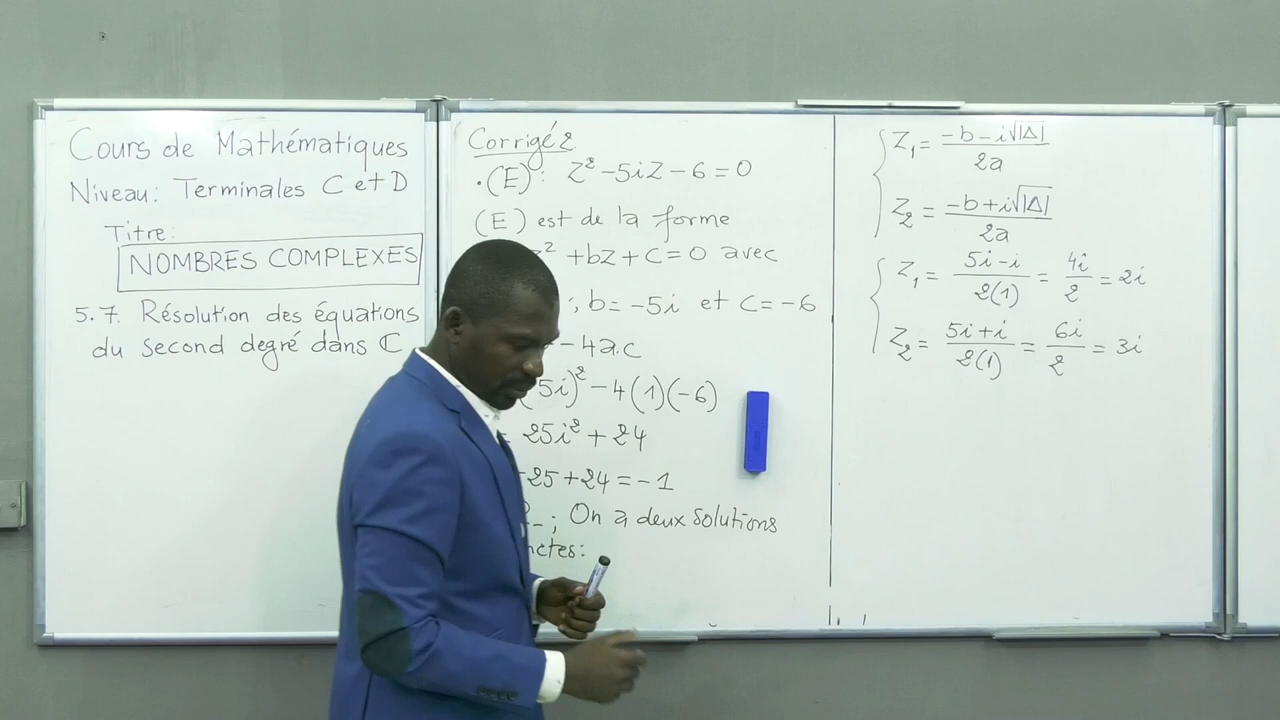 Cours de Mathématiques
Niveau: Terminales C et D
Titre:
NOMBRES COMPLEXES
5.7. Résolution des équations
du second degré dans ℂ
Corrigé 2
•(E): Z² - 5iZ - 6 = 0
(E) est de la forme
z² + bz + c = 0 avec
; b = -5i et c = -6
- 4a.c
5i)² - 4(1)(-6)
= 25i² + 24
-25 + 24 = -1
_; On a deux solutions
ctes:
Z₁ = (-b - i√|Δ|)/2a
Z₂ = (-b + i√|Δ|)/2a
Z₁ = (5i - i)/2(1) = 4i/2 = 2i
Z₂ = (5i + i)/2(1) = 6i/2 = 3i